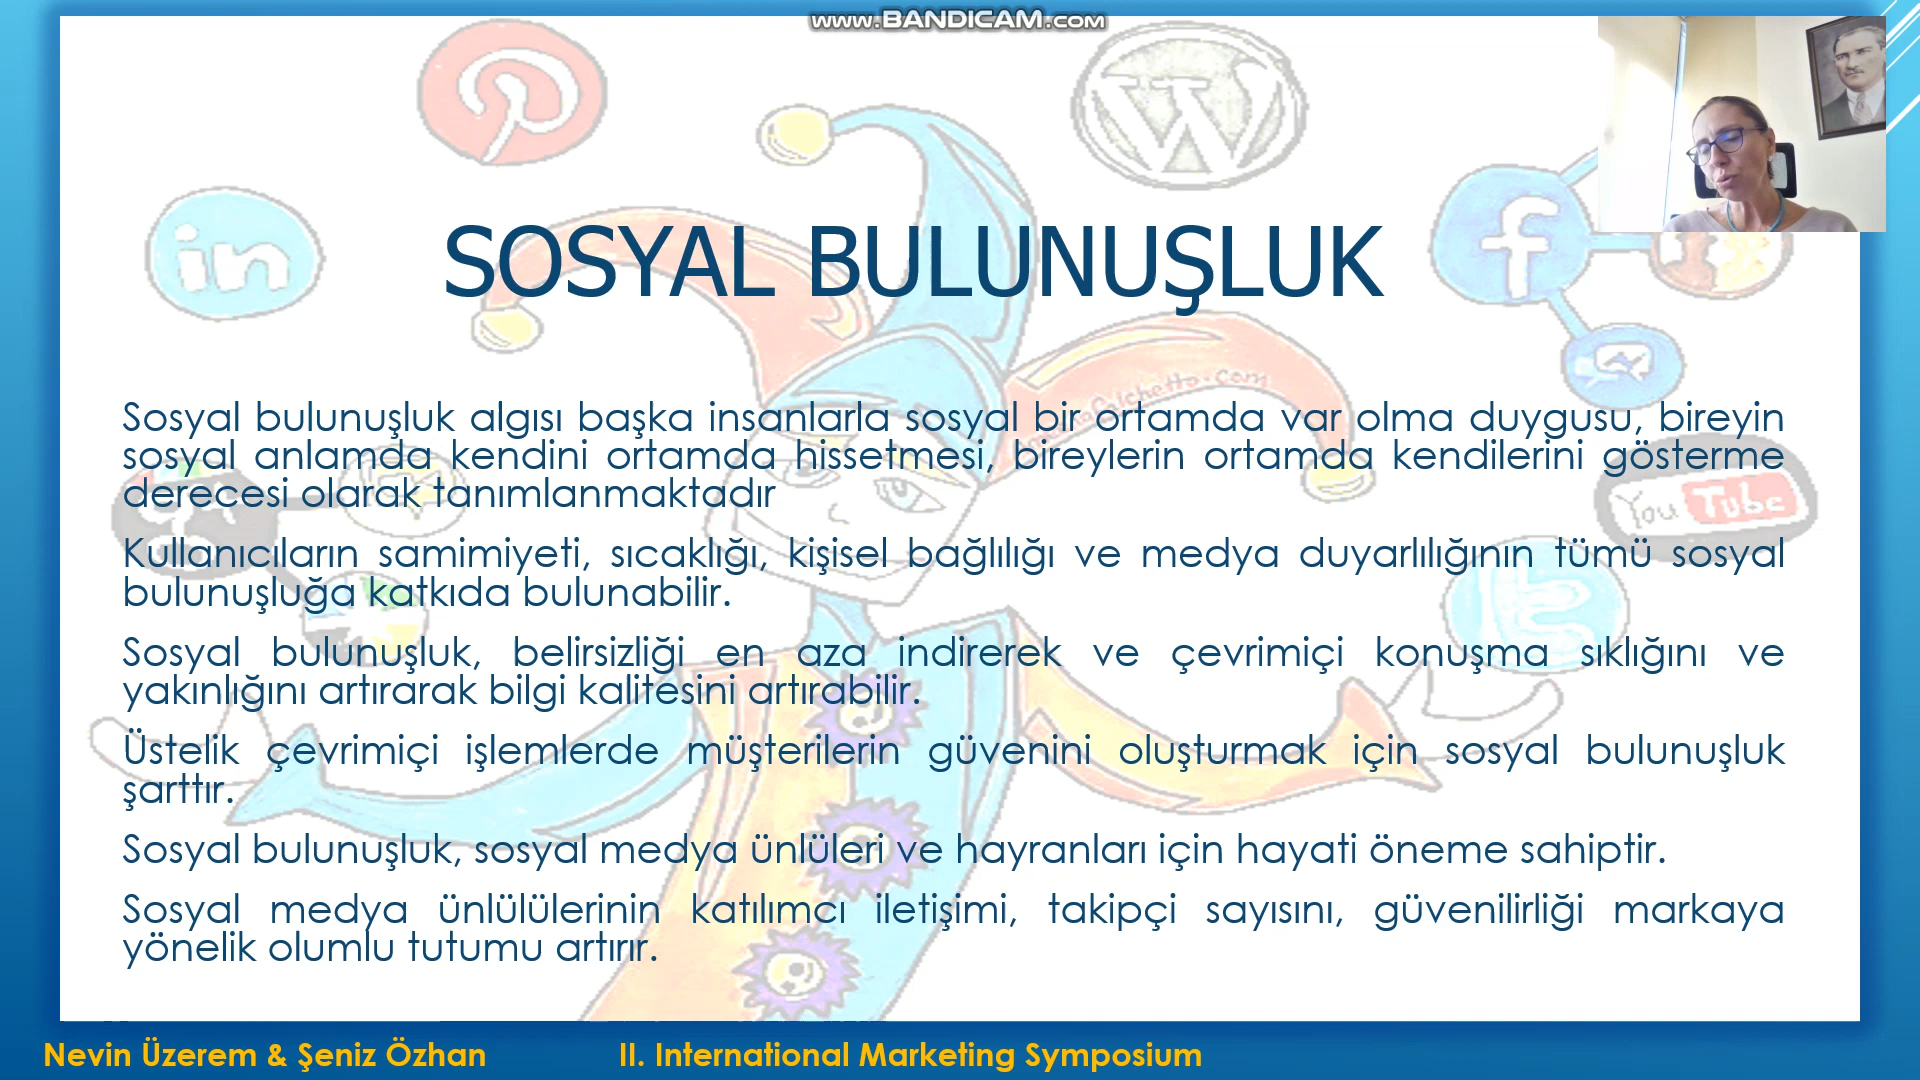 WWW.BANDICAM.COM
in
f
SOSYAL BULUNUŞLUK
Sosyal bulunuşluk algısı başka insanlarla sosyal bir ortamda var olma duygusu, bireyin
sosyal anlamda kendini ortamda hissetmesi, bireylerin ortamda kendilerini gösterme
derecesi olarak tanımlanmaktadır
You Tube
Kullanıcıların samimiyeti, sıcaklığı, kişisel bağlılığı ve medya duyarlılığının tümü sosyal
bulunuşluğa katkıda bulunabilir.
Sosyal bulunuşluk, belirsizliği en aza indirerek ve çevrimiçi konuşma sıklığını ve
yakınlığını artırarak bilgi kalitesini artırabilir.
Üstelik çevrimiçi işlemlerde müşterilerin güvenini oluşturmak için sosyal bulunuşluk
şarttır.
Sosyal bulunuşluk, sosyal medya ünlüleri ve hayranları için hayati öneme sahiptir.
Sosyal medya ünlülülerinin katılımcı iletişimi, takipçi sayısını, güvenilirliği markaya
yönelik olumlu tutumu artırır.
Nevin Üzerem & Şeniz Özhan
II. International Marketing Symposium